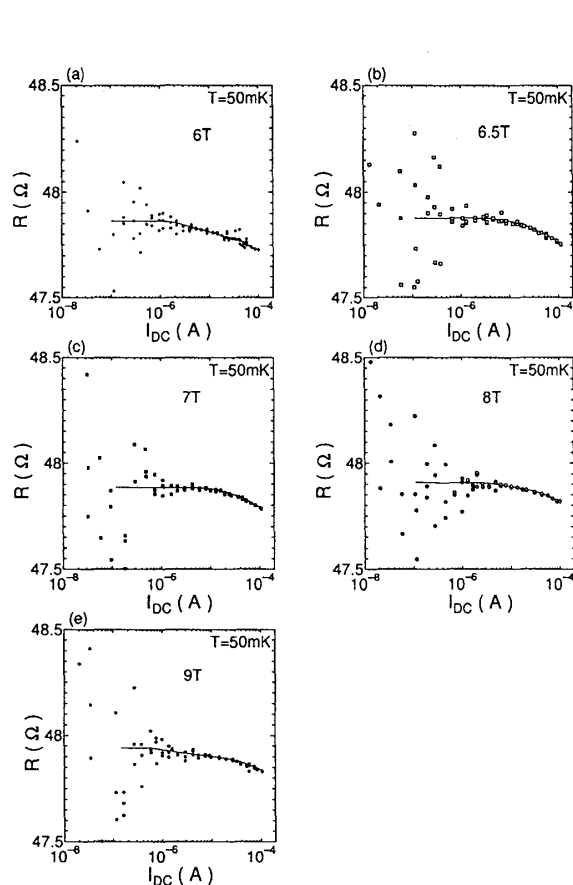 (a)
48.5
T=50mK
6T
R (Ω)
48
47.5
10⁻⁸ 10⁻⁶ 10⁻⁴
I_DC (A)
(b)
48.5
T=50mK
6.5T
R (Ω)
48
47.5
10⁻⁸ 10⁻⁶ 10⁻⁴
I_DC (A)
(c)
48.5
T=50mK
7T
R (Ω)
48
47.5
10⁻⁸ 10⁻⁶ 10⁻⁴
I_DC (A)
(d)
48.5
T=50mK
8T
R (Ω)
48
47.5
10⁻⁸ 10⁻⁶ 10⁻⁴
I_DC (A)
(e)
48.5
T=50mK
9T
R (Ω)
48
47.5
10⁻⁸ 10⁻⁶ 10⁻⁴
I_DC (A)